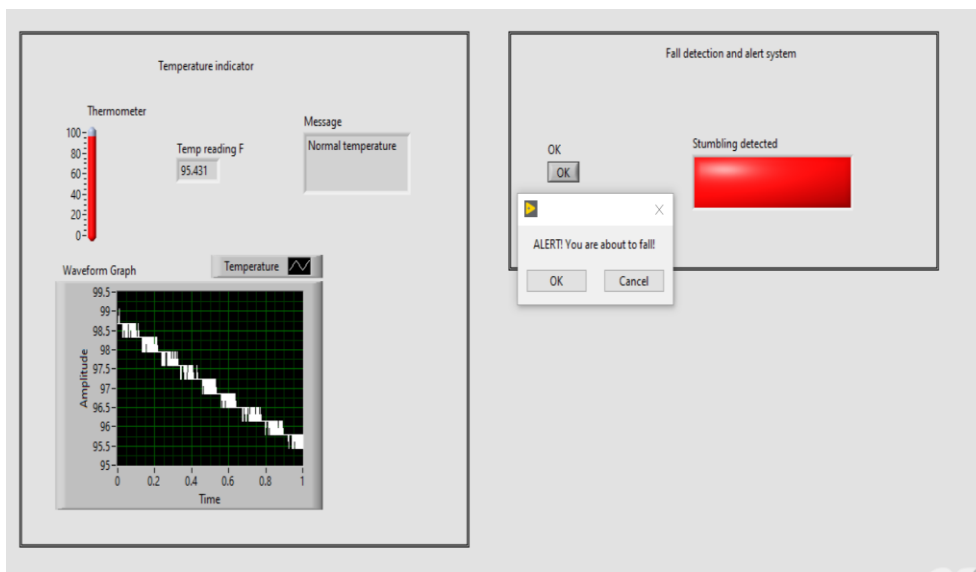 Temperature indicator
Thermometer
100
80
60
40
20
0
Temp reading F
95.431
Message
Normal temperature
Waveform Graph
Temperature
99.5
99
98.5
98
97.5
97
96.5
96
95.5
95
Amplitude
0 0.2 0.4 0.6 0.8 1
Time
Fall detection and alert system
OK
OK
Stumbling detected
ALERT! You are about to fall!
OK Cancel